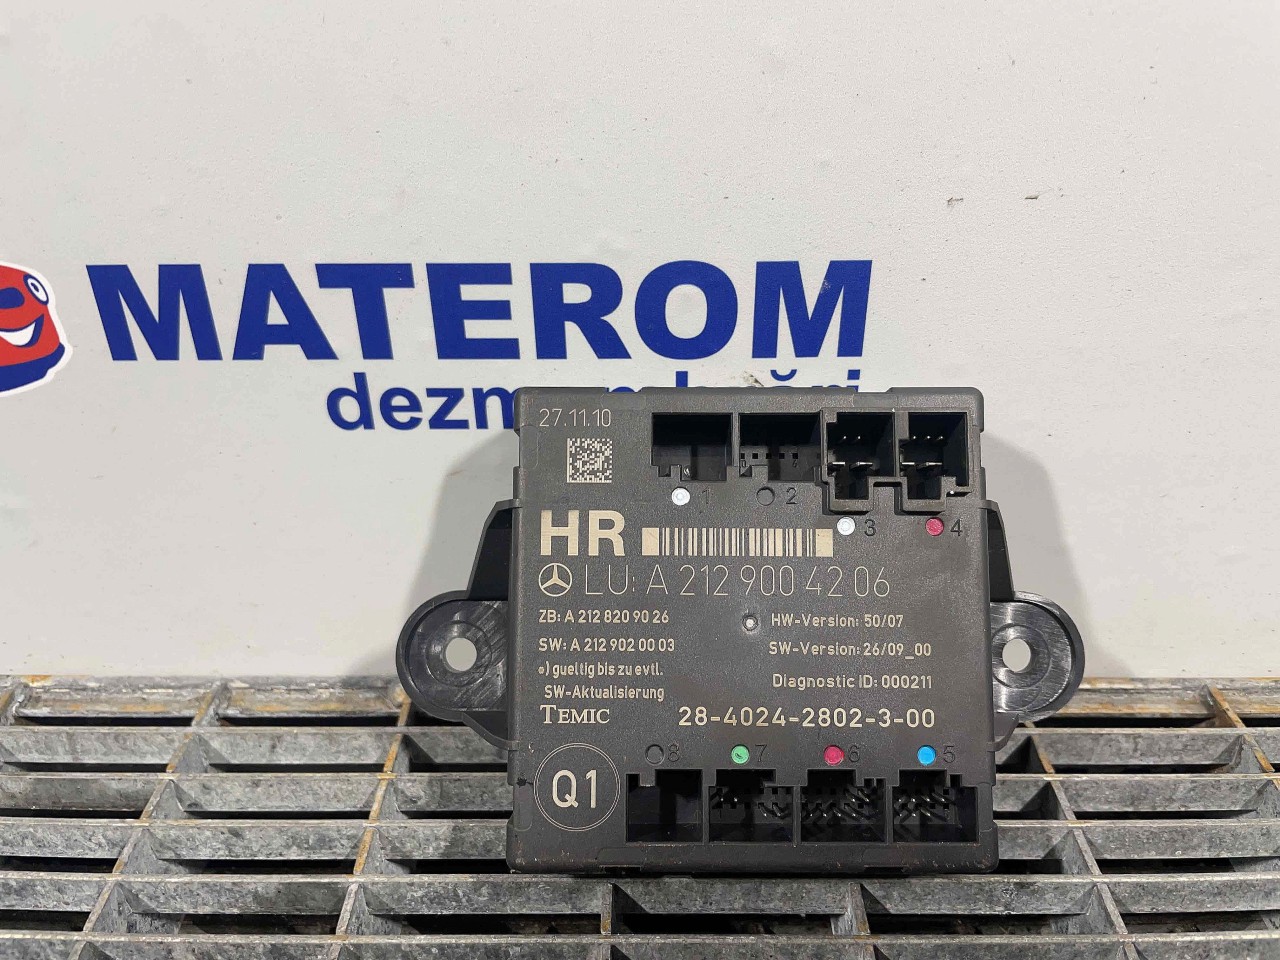 MATEROM
27.11.10
1
2
3
4
HR
LU: A 212 900 42 06
ZB: A 212 820 90 26
HW-Version: 50/07
SW: A 212 902 00 03
SW-Version: 26/09_00
*) gueltig bis zu evtl.
SW-Aktualisierung
Diagnostic ID: 000211
TEMIC
28-4024-2802-3-00
8
7
6
5
Q1